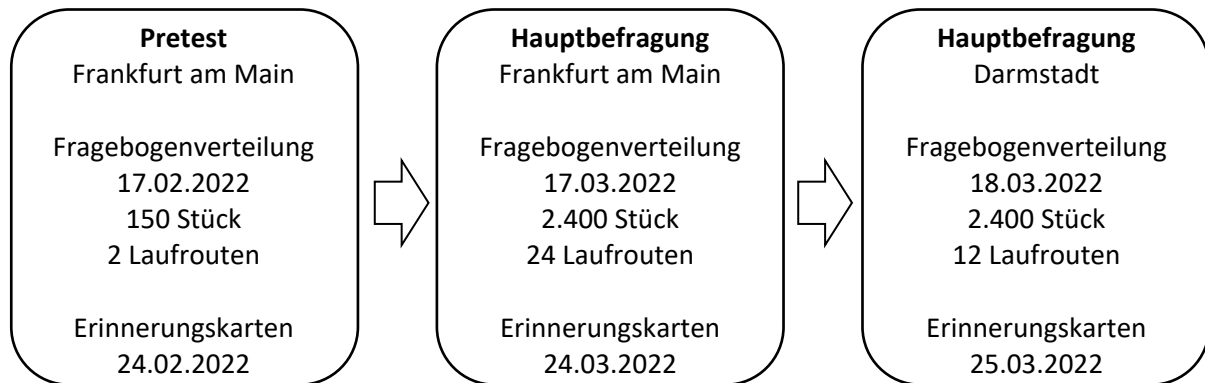 Pretest
Frankfurt am Main
Fragebogenverteilung
17.02.2022
150 Stück
2 Laufrouten
Erinnerungskarten
24.02.2022
Hauptbefragung
Frankfurt am Main
Fragebogenverteilung
17.03.2022
2.400 Stück
24 Laufrouten
Erinnerungskarten
24.03.2022
Hauptbefragung
Darmstadt
Fragebogenverteilung
18.03.2022
2.400 Stück
12 Laufrouten
Erinnerungskarten
25.03.2022